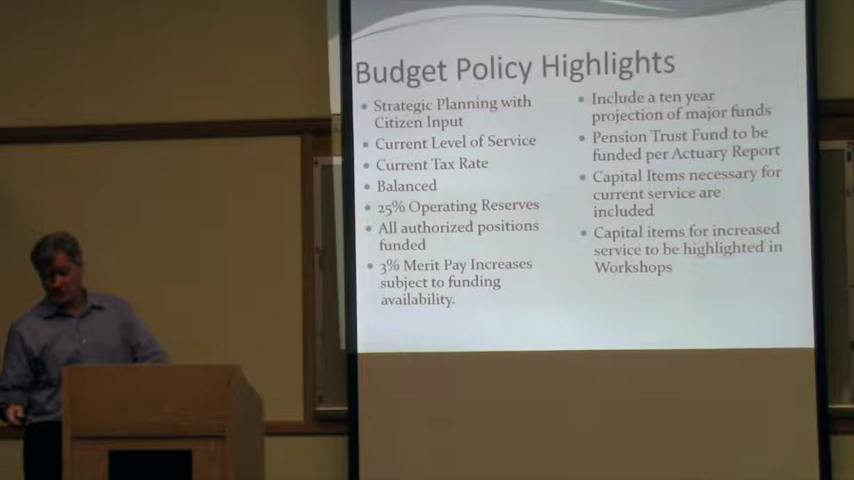 Budget Policy Highlights
• Strategic Planning with
Citizen Input
• Current Level of Service
• Current Tax Rate
• Balanced
• 25% Operating Reserves
• All authorized positions
funded
• 3% Merit Pay Increases
subject to funding
availability.
• Include a ten year
projection of major funds
• Pension Trust Fund to be
funded per Actuary Report
• Capital Items necessary for
current service are
included
• Capital items for increased
service to be highlighted in
Workshops